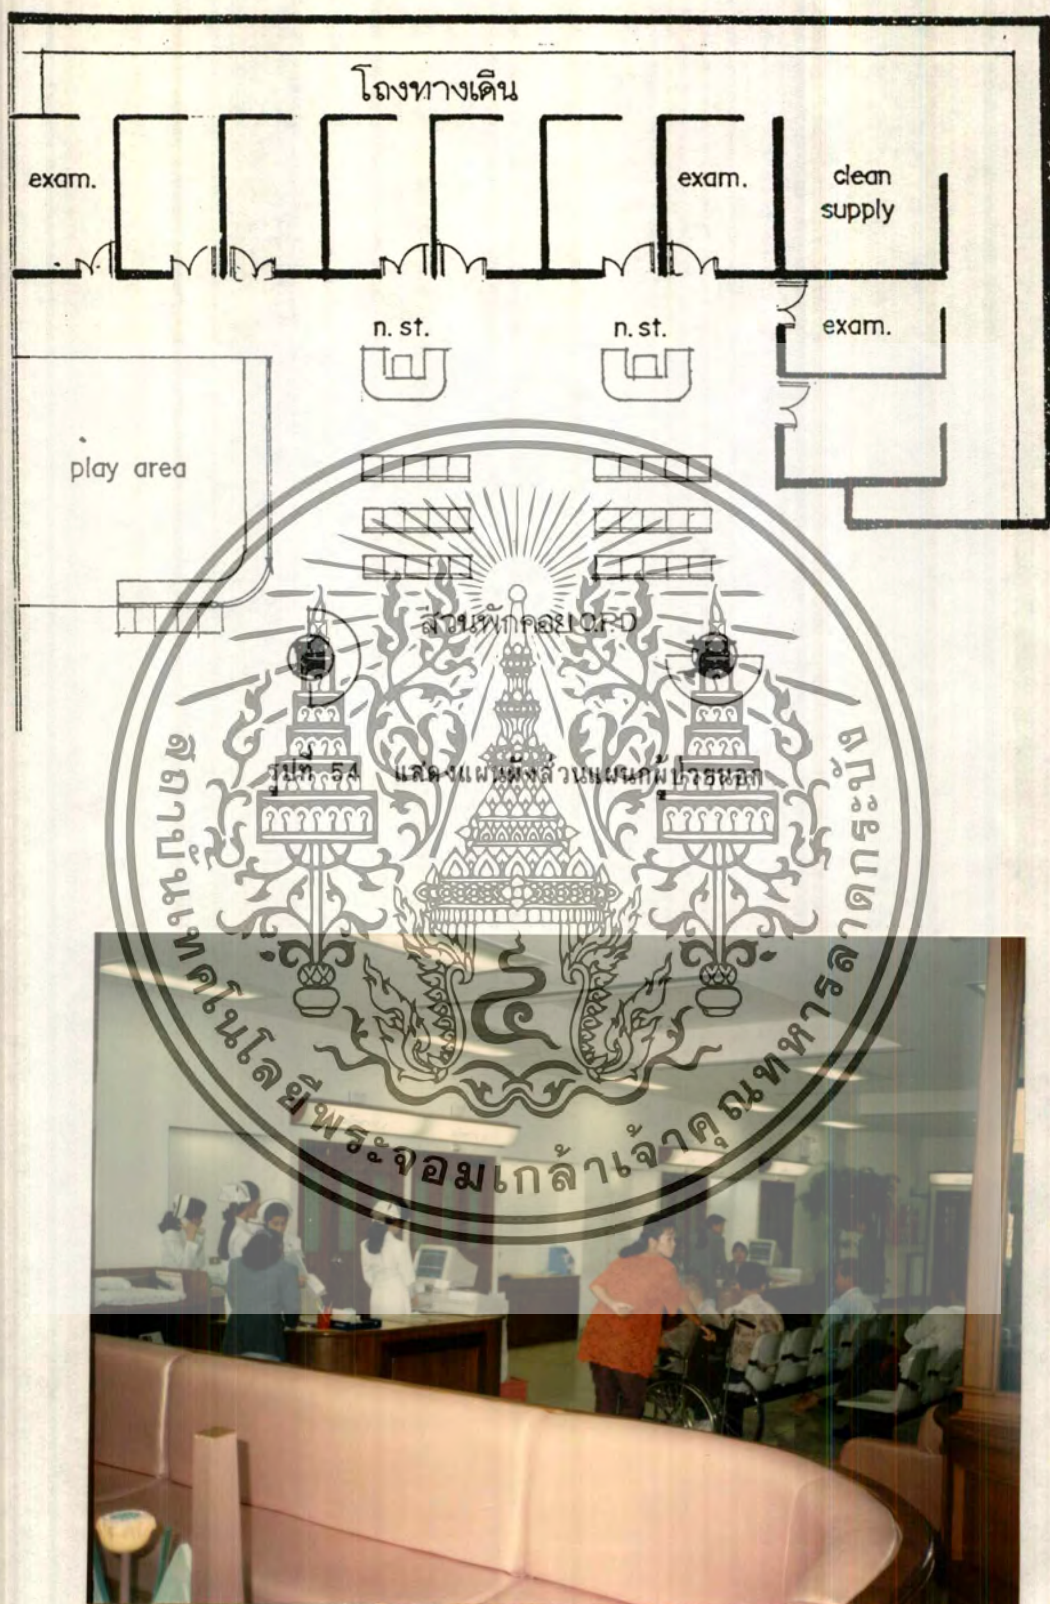 โถงทางเดิน
exam.
exam.
clean
supply
n. st.
n. st.
exam.
play area
ส่วนพักคอย O.P.D
รูปที่ 54 แสดงแผนผังส่วนแผนกผู้ป่วยนอก
สถาบันเทคโนโลยีพระจอมเกล้าเจ้าคุณทหารลาดกระบัง